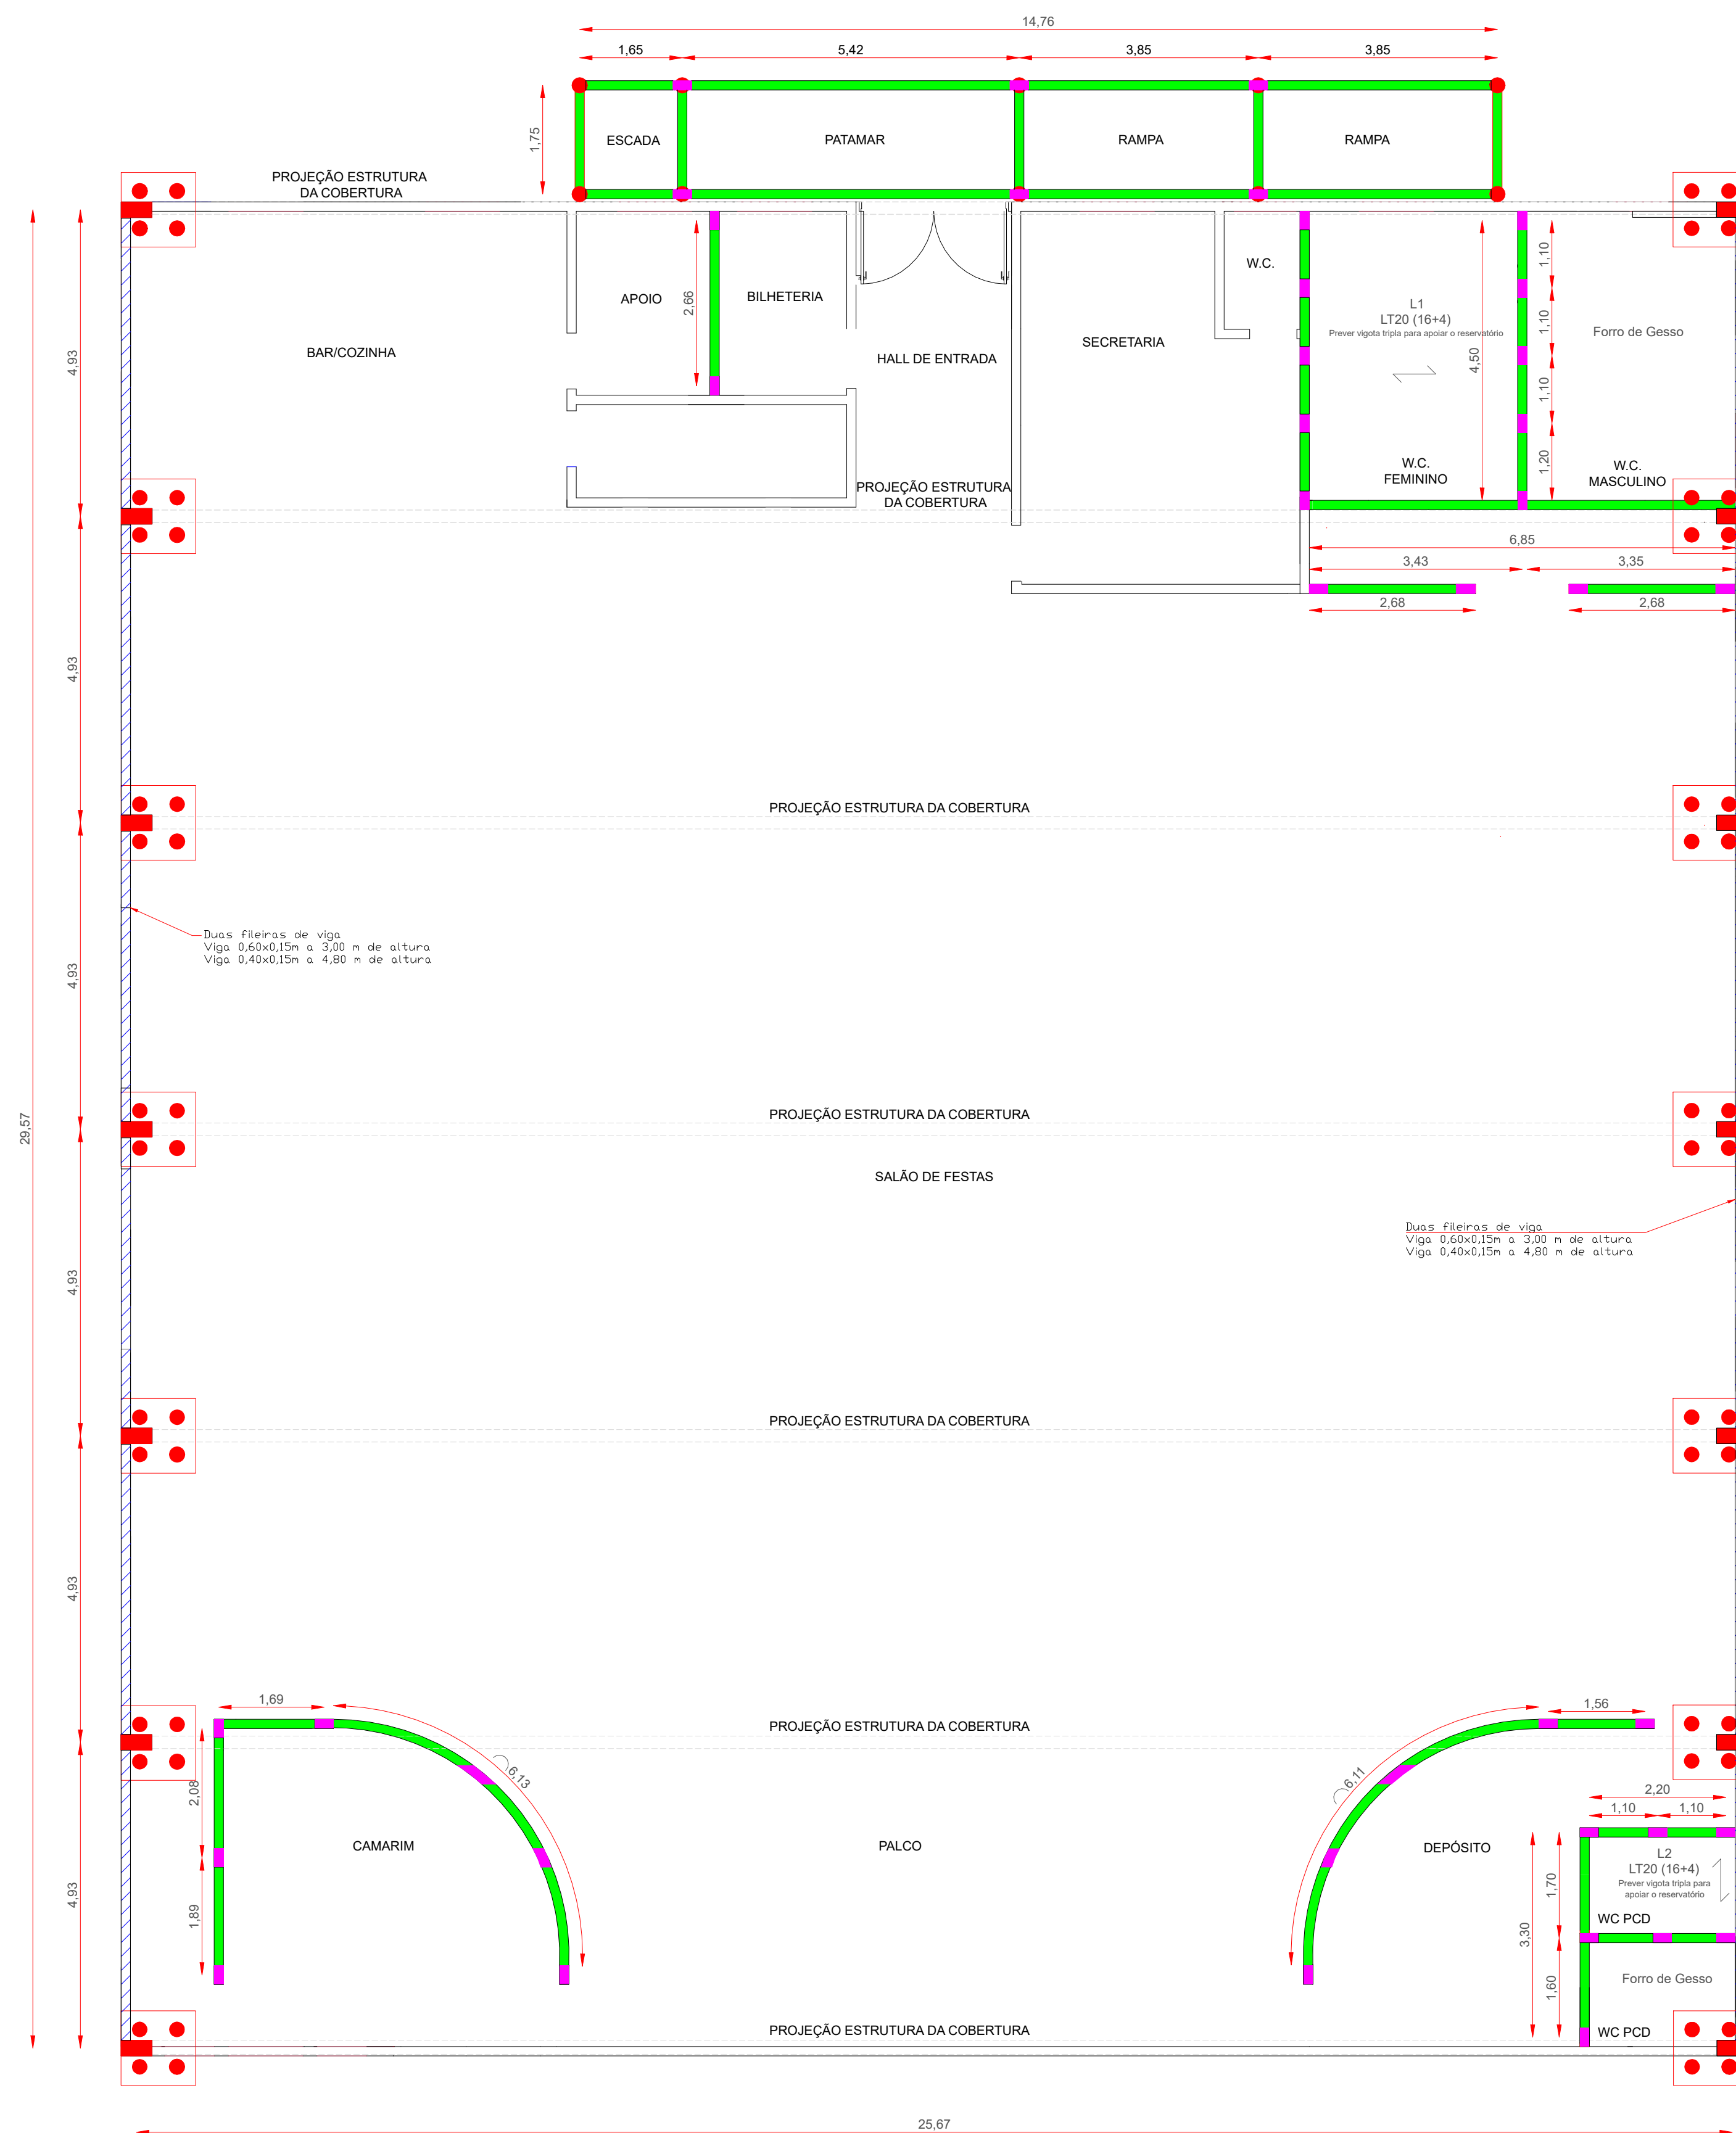 14,76
1,65
5,42
3,85
3,85
1,75
ESCADA
PATAMAR
RAMPA
RAMPA
PROJEÇÃO ESTRUTURA
DA COBERTURA
APOIO
2,66
BILHETERIA
W.C.
BAR/COZINHA
HALL DE ENTRADA
SECRETARIA
L1
LT20 (16+4)
Prever vigota tripla para apoiar o reservatório
4,50
1,10
1,10
1,10
1,20
Forro de Gesso
W.C.
FEMININO
W.C.
MASCULINO
PROJEÇÃO ESTRUTURA
DA COBERTURA
6,85
3,43
3,35
2,68
2,68
4,93
4,93
4,93
4,93
4,93
4,93
29,57
PROJEÇÃO ESTRUTURA DA COBERTURA
Duas fileiras de viga
Viga 0,60x0,15m a 3,00 m de altura
Viga 0,40x0,15m a 4,80 m de altura
PROJEÇÃO ESTRUTURA DA COBERTURA
SALÃO DE FESTAS
Duas fileiras de viga
Viga 0,60x0,15m a 3,00 m de altura
Viga 0,40x0,15m a 4,80 m de altura
PROJEÇÃO ESTRUTURA DA COBERTURA
1,69
PROJEÇÃO ESTRUTURA DA COBERTURA
1,56
2,08
6,13
6,11
2,20
1,10
1,10
CAMARIM
PALCO
DEPÓSITO
L2
LT20 (16+4)
Prever vigota tripla para
apoiar o reservatório
1,70
1,89
WC PCD
3,30
Forro de Gesso
1,60
PROJEÇÃO ESTRUTURA DA COBERTURA
WC PCD
25,67